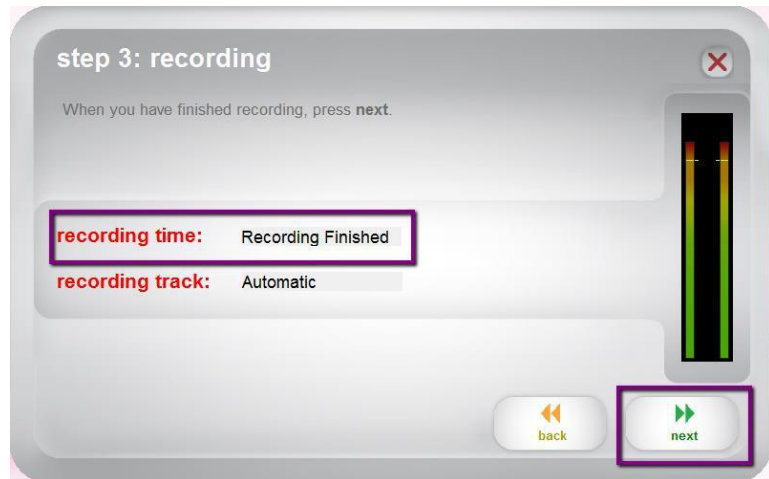 step 3: recording
When you have finished recording, press next.
recording time: Recording Finished
recording track: Automatic
back
next